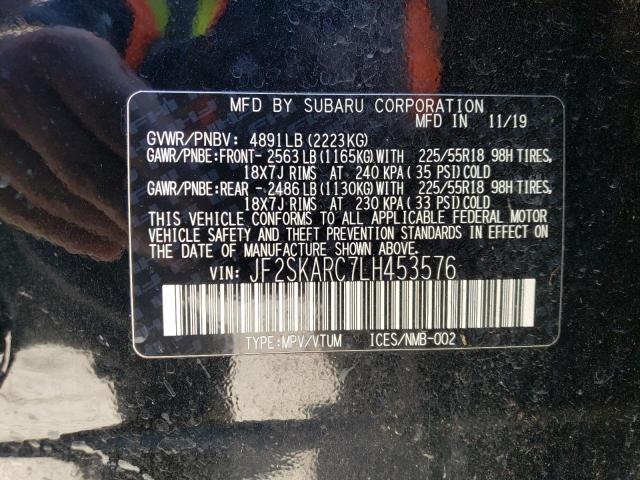 MFD BY SUBARU CORPORATION
MFD IN 11/19
GVWR/PNBV: 4891LB(2223KG)
GAWR/PNBE:FRONT- 2563 LB(1165KG)WITH 225/55R18 98H TIRES,
18X7J RIMS AT 240 KPA( 35 PSI)COLD
GAWR/PNBE:REAR - 2486 LB(1130KG)WITH 225/55R18 98H TIRES,
18X7J RIMS AT 230 KPA( 33 PSI)COLD
THIS VEHICLE CONFORMS TO ALL APPLICABLE FEDERAL MOTOR
VEHICLE SAFETY AND THEFT PREVENTION STANDARDS IN EFFECT ON
THE DATE OF MANUFACTURE SHOWN ABOVE.
VIN: JF2SKARC7LH453576
TYPE:MPV/VTUM ICES/NMB-002